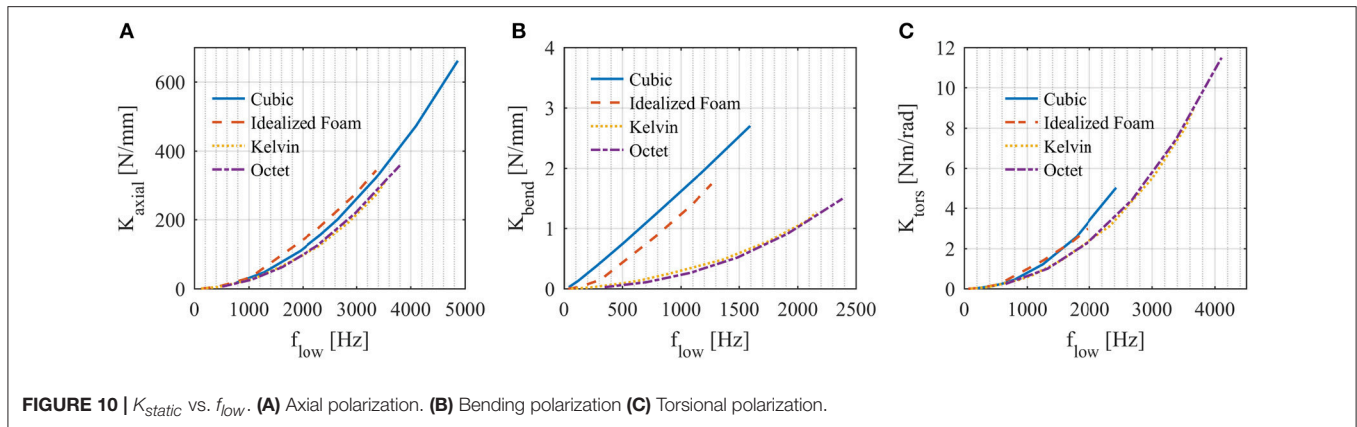 A
K_axial [N/mm]
600
400
200
0
Cubic
Idealized Foam
Kelvin
Octet
0 1000 2000 3000 4000 5000
f_low [Hz]
B
K_bend [N/mm]
4
3
2
1
0
Cubic
Idealized Foam
Kelvin
Octet
0 500 1000 1500 2000 2500
f_low [Hz]
C
K_tors [Nm/rad]
12
10
8
6
4
2
0
Cubic
Idealized Foam
Kelvin
Octet
0 1000 2000 3000 4000
f_low [Hz]
FIGURE 10 | K_static vs. f_low. (A) Axial polarization. (B) Bending polarization (C) Torsional polarization.